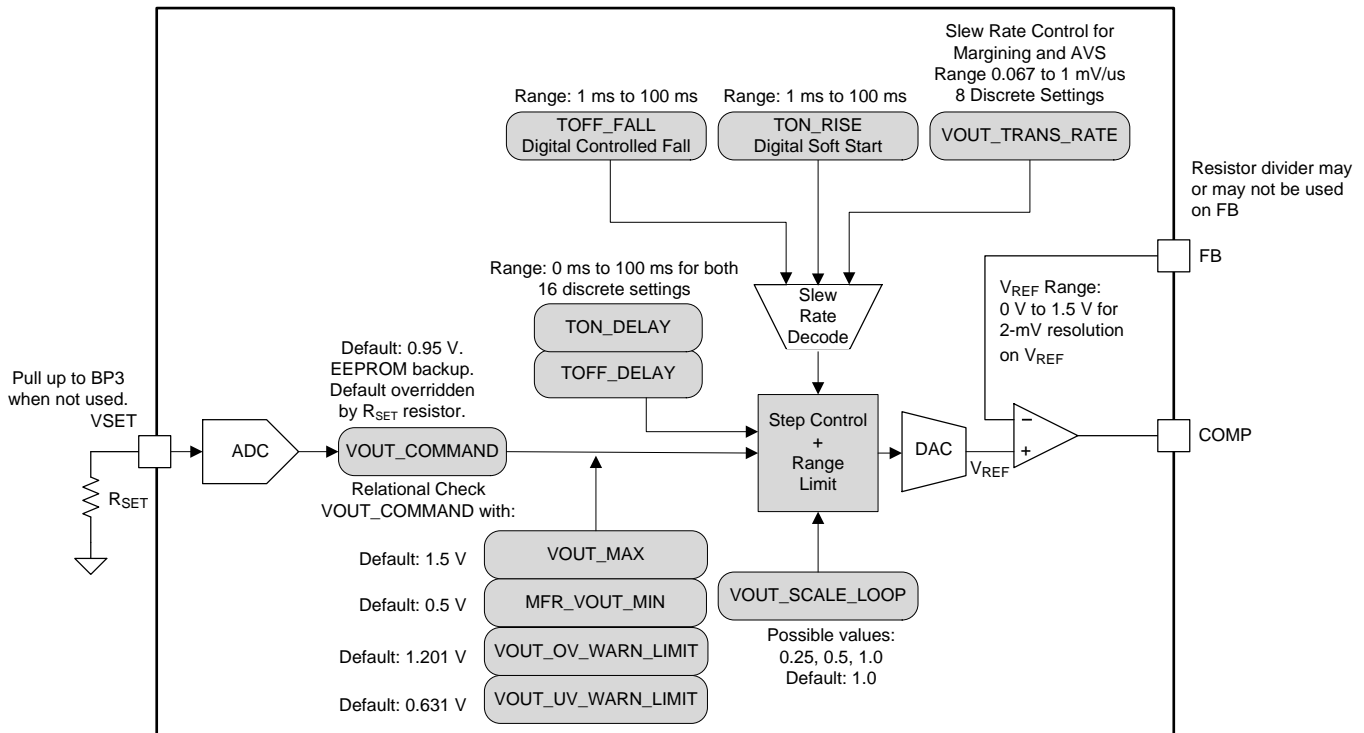 Slew Rate Control for
Margining and AVS
Range 0.067 to 1 mV/us
8 Discrete Settings
Range: 1 ms to 100 ms
Range: 1 ms to 100 ms
TOFF_FALL
Digital Controlled Fall
TON_RISE
Digital Soft Start
VOUT_TRANS_RATE
Resistor divider may
or may not be used
on FB
FB
Range: 0 ms to 100 ms for both
16 discrete settings
TON_DELAY
TOFF_DELAY
Slew
Rate
Decode
VREF Range:
0 V to 1.5 V for
2-mV resolution
on VREF
Default: 0.95 V.
EEPROM backup.
Default overridden
by RSET resistor.
Pull up to BP3
when not used.
VSET
RSET
ADC
VOUT_COMMAND
Relational Check
VOUT_COMMAND with:
Step Control
+
Range
Limit
DAC
VREF
−
+
COMP
Default: 1.5 V
VOUT_MAX
Default: 0.5 V
MFR_VOUT_MIN
Default: 1.201 V
VOUT_OV_WARN_LIMIT
Default: 0.631 V
VOUT_UV_WARN_LIMIT
VOUT_SCALE_LOOP
Possible values:
0.25, 0.5, 1.0
Default: 1.0